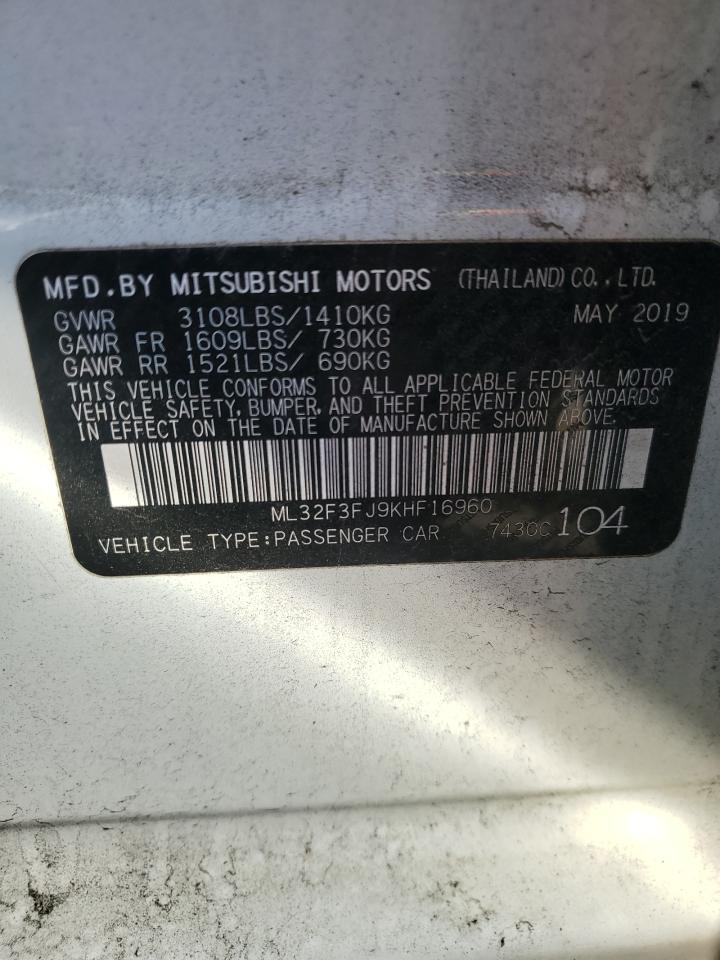 MFD.BY MITSUBISHI MOTORS (THAILAND) CO.,LTD.
GVWR 3108LBS/1410KG MAY 2019
GAWR FR 1609LBS/ 730KG
GAWR RR 1521LBS/ 690KG
THIS VEHICLE CONFORMS TO ALL APPLICABLE FEDERAL MOTOR
VEHICLE SAFETY, BUMPER, AND THEFT PREVENTION STANDARDS
IN EFFECT ON THE DATE OF MANUFACTURE SHOWN ABOVE.
ML32F3FJ9KHF16960
VEHICLE TYPE:PASSENGER CAR 7430C104